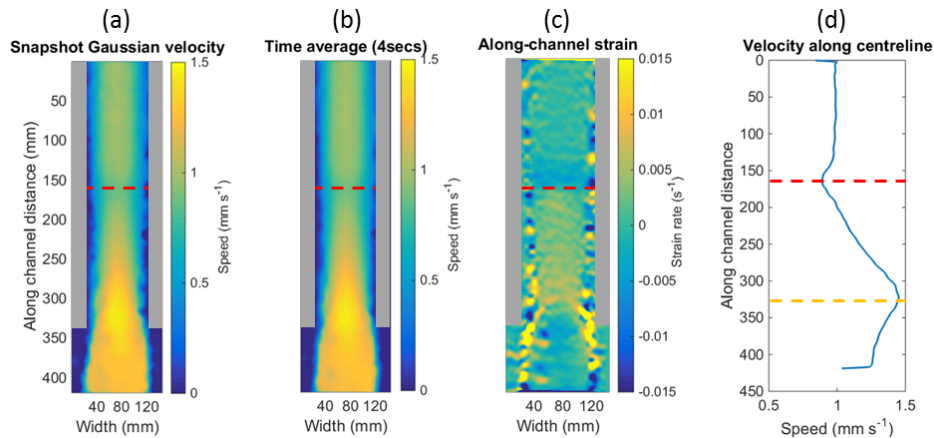 (a)
Snapshot Gaussian velocity
Along channel distance (mm)
50
100
150
200
250
300
350
400
40 80 120
Width (mm)
1.5
1
0.5
0
Speed (mm s⁻¹)
(b)
Time average (4secs)
40 80 120
Width (mm)
1.5
1
0.5
0
Speed (mm s⁻¹)
(c)
Along-channel strain
40 80 120
Width (mm)
0.015
0.01
0.005
0
-0.005
-0.01
-0.015
Strain rate (s⁻¹)
(d)
Velocity along centreline
Along channel distance
0
50
100
150
200
250
300
350
400
450
0.5 1 1.5
Speed (mm s⁻¹)